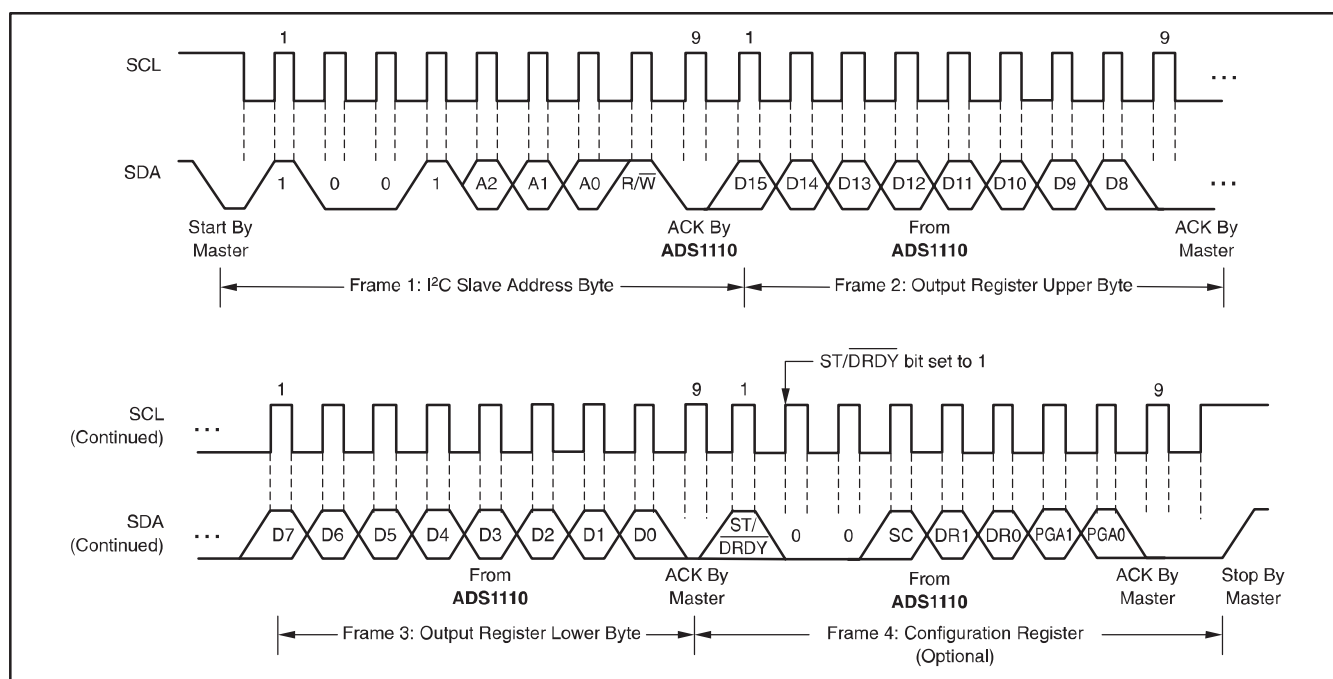 1 9 1 9
SCL ...
SDA 1 0 0 1 A2 A1 A0 R/W̅ D15 D14 D13 D12 D11 D10 D9 D8 ...
Start By
Master
ACK By
ADS1110
From
ADS1110
ACK By
Master
Frame 1: I²C Slave Address Byte
Frame 2: Output Register Upper Byte
ST/D̅R̅D̅Y̅ bit set to 1
1 9 1 9
SCL
(Continued)
...
SDA
(Continued)
... D7 D6 D5 D4 D3 D2 D1 D0 ST/
D̅R̅D̅Y̅
0 0 SC DR1 DR0 PGA1 PGA0
From
ADS1110
ACK By
Master
From
ADS1110
ACK By
Master
Stop By
Master
Frame 3: Output Register Lower Byte
Frame 4: Configuration Register
(Optional)